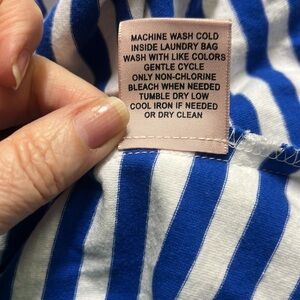 MACHINE WASH COLD
INSIDE LAUNDRY BAG
WASH WITH LIKE COLORS
GENTLE CYCLE
ONLY NON-CHLORINE
BLEACH WHEN NEEDED
TUMBLE DRY LOW
COOL IRON IF NEEDED
OR DRY CLEAN